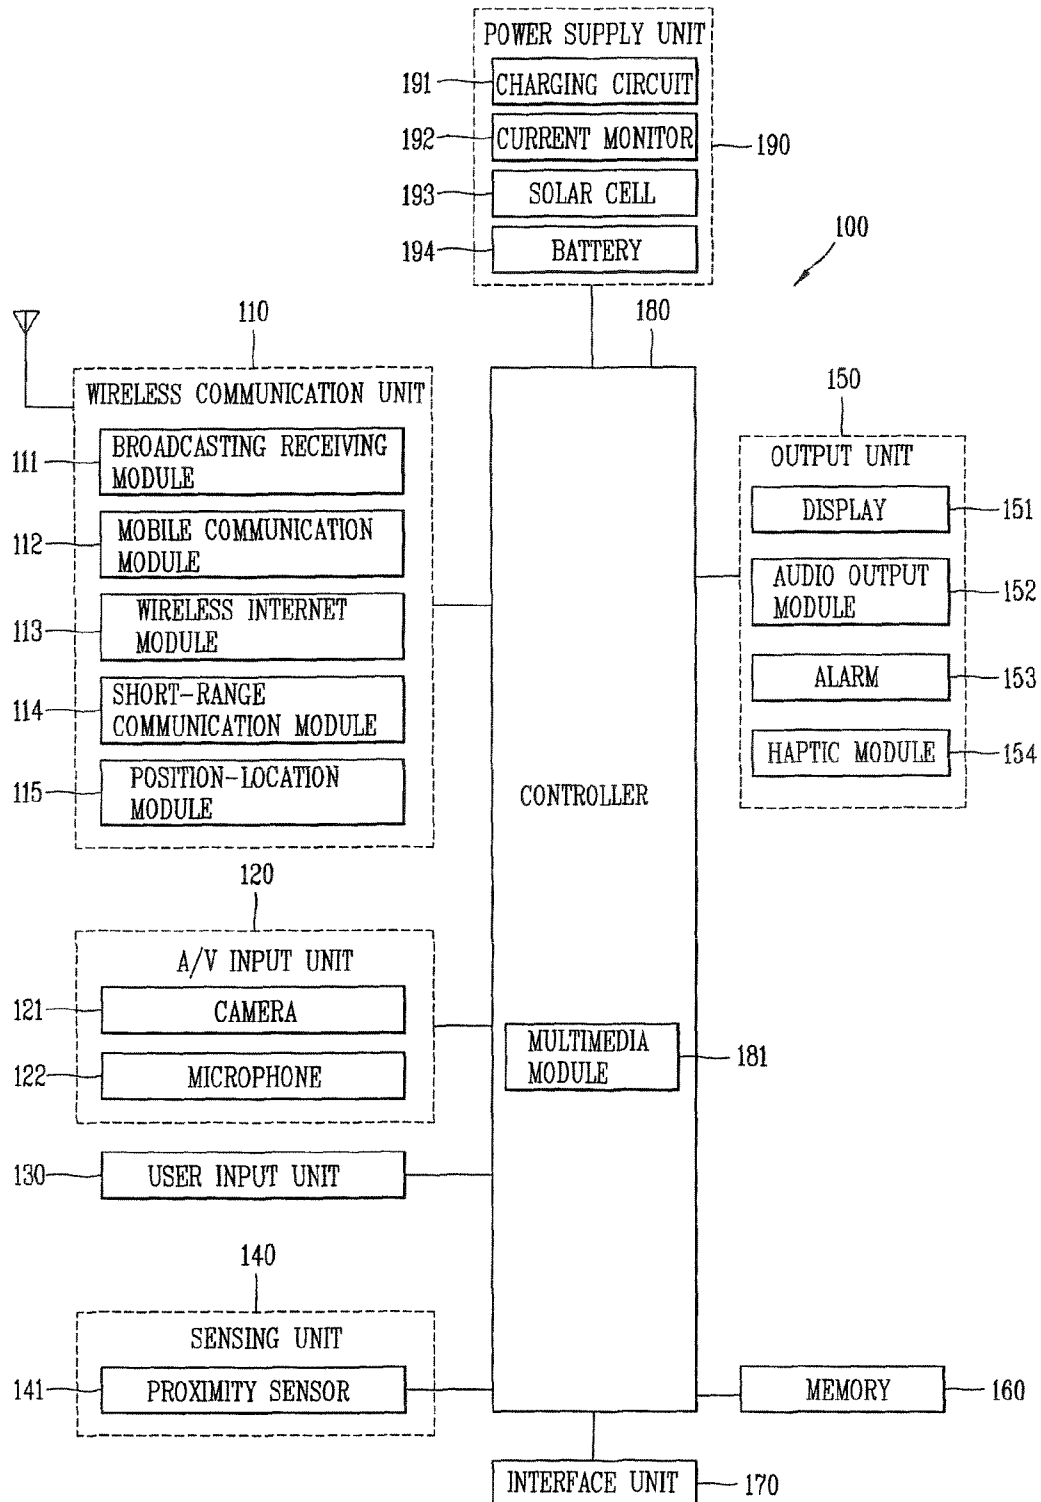 POWER SUPPLY UNIT
191 CHARGING CIRCUIT
192 CURRENT MONITOR
190
193 SOLAR CELL
194 BATTERY
100
110
180
WIRELESS COMMUNICATION UNIT
111 BROADCASTING RECEIVING
MODULE
112 MOBILE COMMUNICATION
MODULE
113 WIRELESS INTERNET
MODULE
114 SHORT-RANGE
COMMUNICATION MODULE
115 POSITION-LOCATION
MODULE
150
OUTPUT UNIT
DISPLAY 151
AUDIO OUTPUT
MODULE 152
ALARM 153
HAPTIC MODULE 154
CONTROLLER
120
A/V INPUT UNIT
121 CAMERA
122 MICROPHONE
MULTIMEDIA
MODULE 181
130 USER INPUT UNIT
140
SENSING UNIT
141 PROXIMITY SENSOR
MEMORY 160
INTERFACE UNIT 170